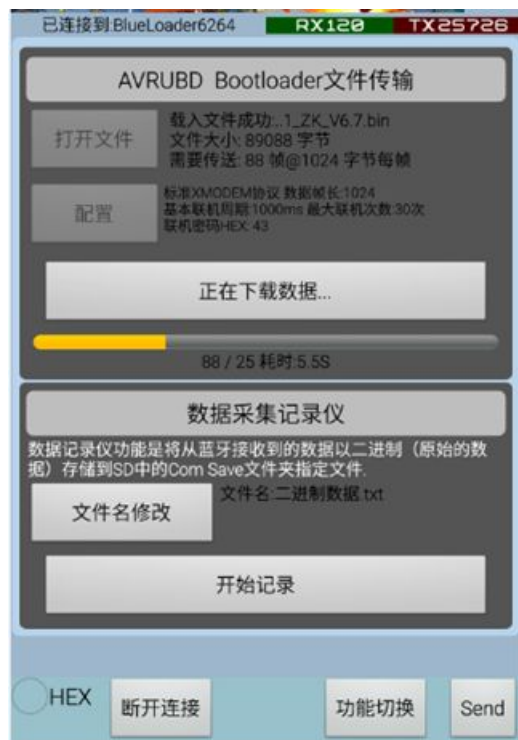 已连接到:BlueLoader6264 RX120 TX25726
AVRUBD Bootloader文件传输
打开文件
载入文件成功:..1_ZK_V6.7.bin
文件大小: 89088 字节
需要传送: 88 帧@1024 字节每帧
配置
标准XMODEM协议 数据帧长:1024
基本联机周期:1000ms 最大联机次数:30次
联机密码HEX: 43
正在下载数据...
88 / 25 耗时:5.5S
数据采集记录仪
数据记录仪功能是将从蓝牙接收到的数据以二进制（原始的数
据）存储到SD中的Com Save文件夹指定文件.
文件名修改
文件名:二进制数据.txt
开始记录
HEX
断开连接
功能切换
Send